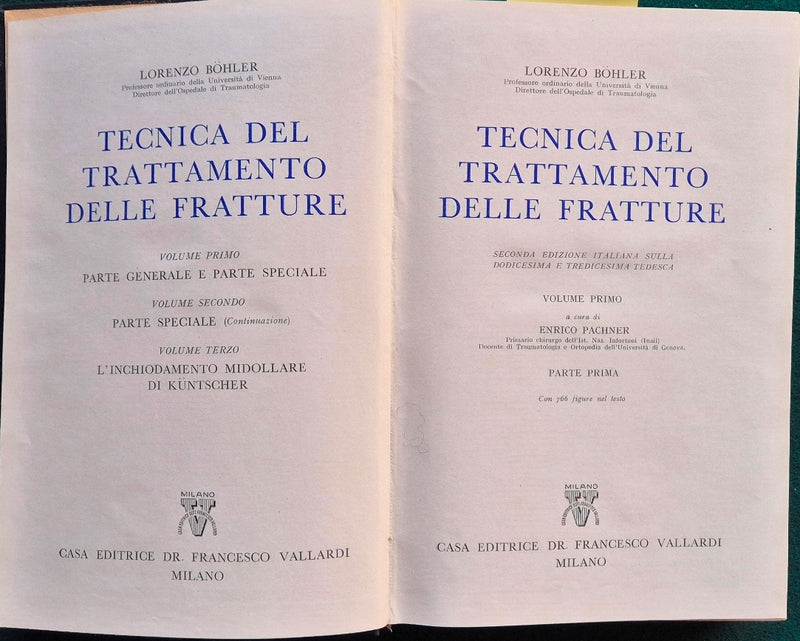 LORENZO BÖHLER
Professore ordinario della Università di Vienna
Direttore dell'Ospedale di Traumatologia
TECNICA DEL
TRATTAMENTO
DELLE FRATTURE
VOLUME PRIMO
PARTE GENERALE E PARTE SPECIALE
VOLUME SECONDO
PARTE SPECIALE (Continuazione)
VOLUME TERZO
L'INCHIODAMENTO MIDOLLARE
DI KÜNTSCHER
MILANO
CASA EDITRICE DR. FRANCESCO VALLARDI
MILANO
LORENZO BÖHLER
Professore ordinario della Università di Vienna
Direttore dell'Ospedale di Traumatologia
TECNICA DEL
TRATTAMENTO
DELLE FRATTURE
SECONDA EDIZIONE ITALIANA SULLA
DODICESIMA E TREDICESIMA TEDESCA
VOLUME PRIMO
a cura di
ENRICO PACHNER
Primario chirurgo dell'Ist. Naz. Infortuni (Inail)
Docente di Traumatologia e Ortopedia dell'Università di Genova.
PARTE PRIMA
Con 766 figure nel testo
MILANO
CASA EDITRICE DR. FRANCESCO VALLARDI
MILANO